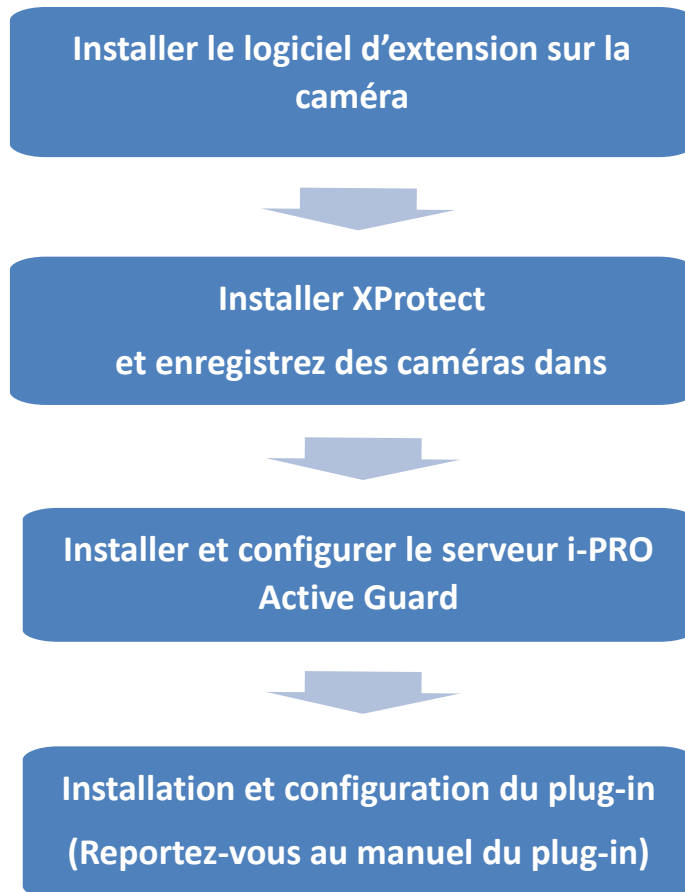 Installer le logiciel d’extension sur la
caméra
Installer XProtect
et enregistrez des caméras dans
Installer et configurer le serveur i-PRO
Active Guard
Installation et configuration du plug-in
(Reportez-vous au manuel du plug-in)